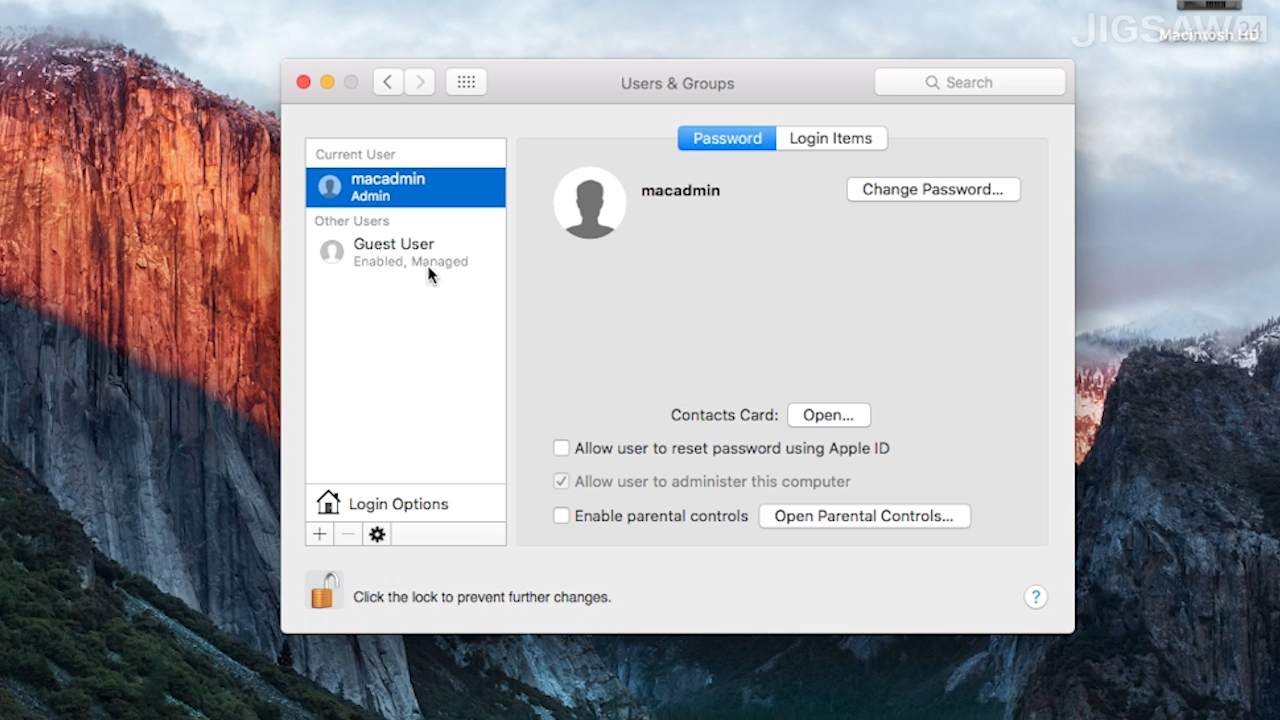 JIGSAW24
Macintosh HD
Users & Groups
Search
Password
Login Items
Current User
macadmin
Admin
Other Users
Guest User
Enabled, Managed
macadmin
Change Password...
Contacts Card:
Open...
Allow user to reset password using Apple ID
Allow user to administer this computer
Enable parental controls
Open Parental Controls...
Login Options
Click the lock to prevent further changes.
?